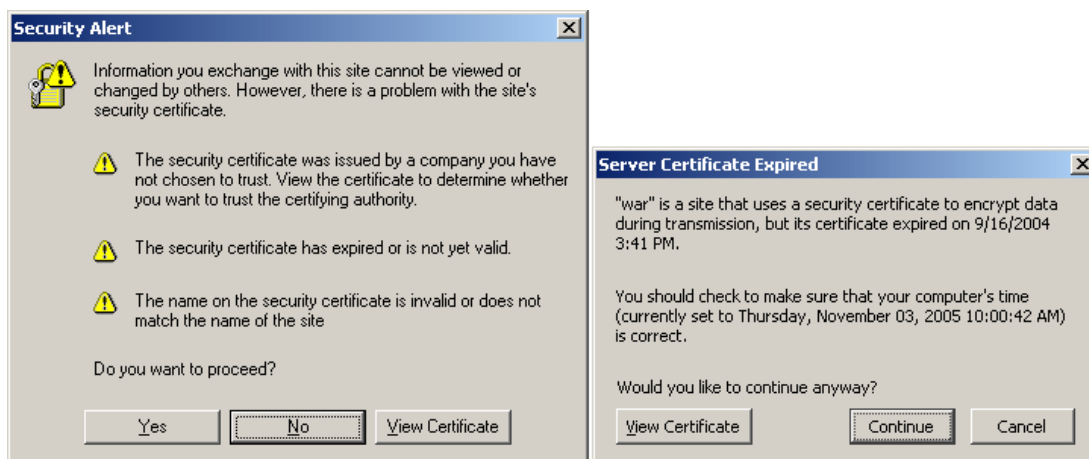 Security Alert
Information you exchange with this site cannot be viewed or
changed by others. However, there is a problem with the site's
security certificate.
The security certificate was issued by a company you have
not chosen to trust. View the certificate to determine whether
you want to trust the certifying authority.
The security certificate has expired or is not yet valid.
The name on the security certificate is invalid or does not
match the name of the site
Do you want to proceed?
Yes No View Certificate
Server Certificate Expired
"war" is a site that uses a security certificate to encrypt data
during transmission, but its certificate expired on 9/16/2004
3:41 PM.
You should check to make sure that your computer's time
(currently set to Thursday, November 03, 2005 10:00:42 AM)
is correct.
Would you like to continue anyway?
View Certificate Continue Cancel